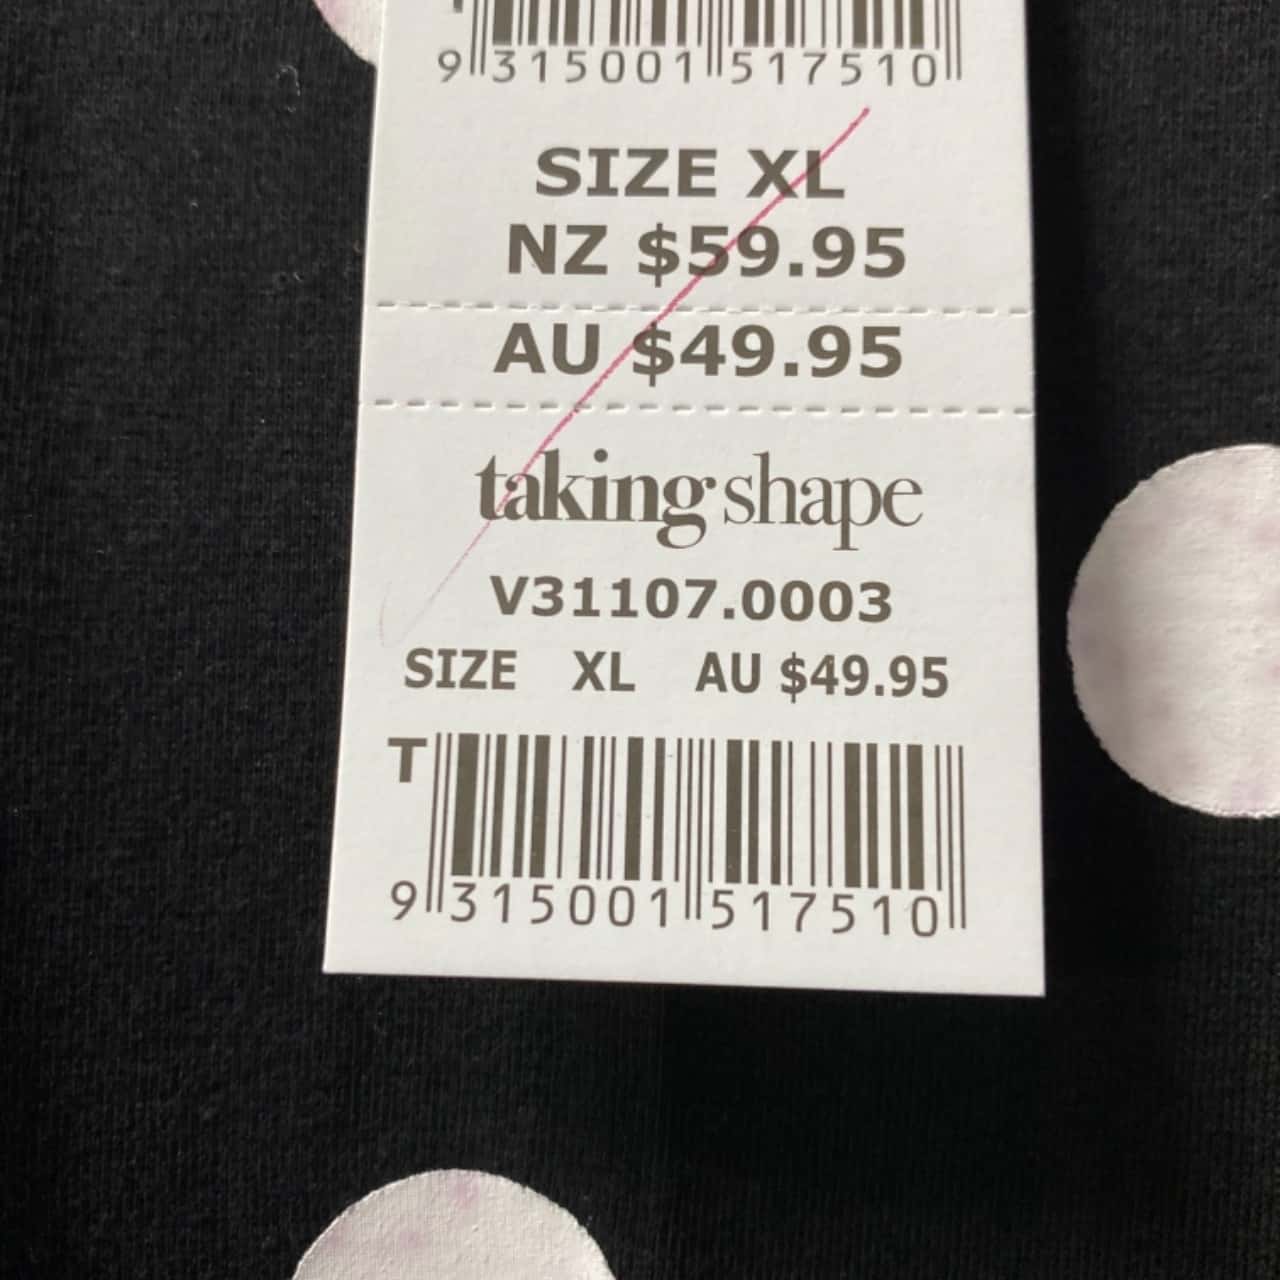 9 315001 517510
SIZE XL
NZ $59.95
AU $49.95
taking shape
V31107.0003
SIZE XL AU $49.95
T
9 315001 517510